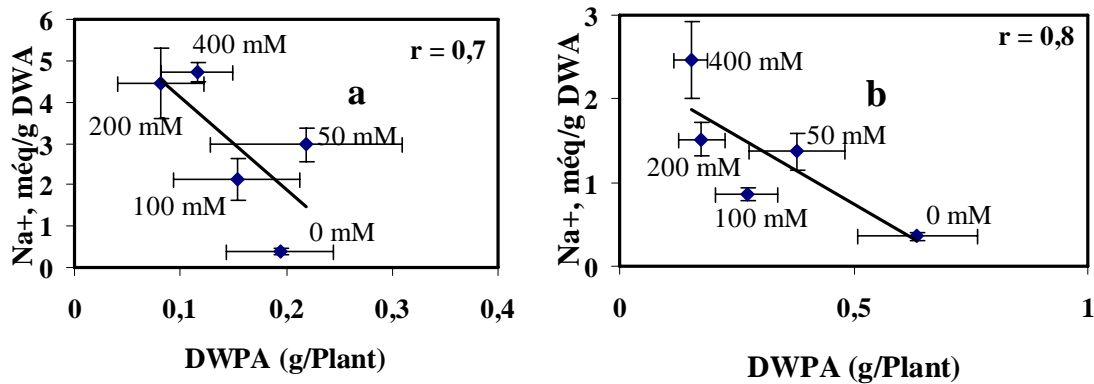 6
5
4
3
2
1
0
Na+, méq/g DWA
r = 0,7
a
400 mM
200 mM
50 mM
100 mM
0 mM
0
0,1
0,2
0,3
0,4
DWPA (g/Plant)
3
2
1
0
Na+, méq/g DWA
r = 0,8
b
400 mM
50 mM
200 mM
100 mM
0 mM
0
0,5
1
DWPA (g/Plant)